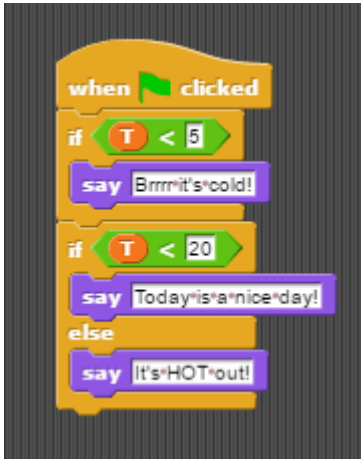 when clicked
if T < 5
say Brrrr it's cold!
if T < 20
say Today is a nice day!
else
say It's HOT out!